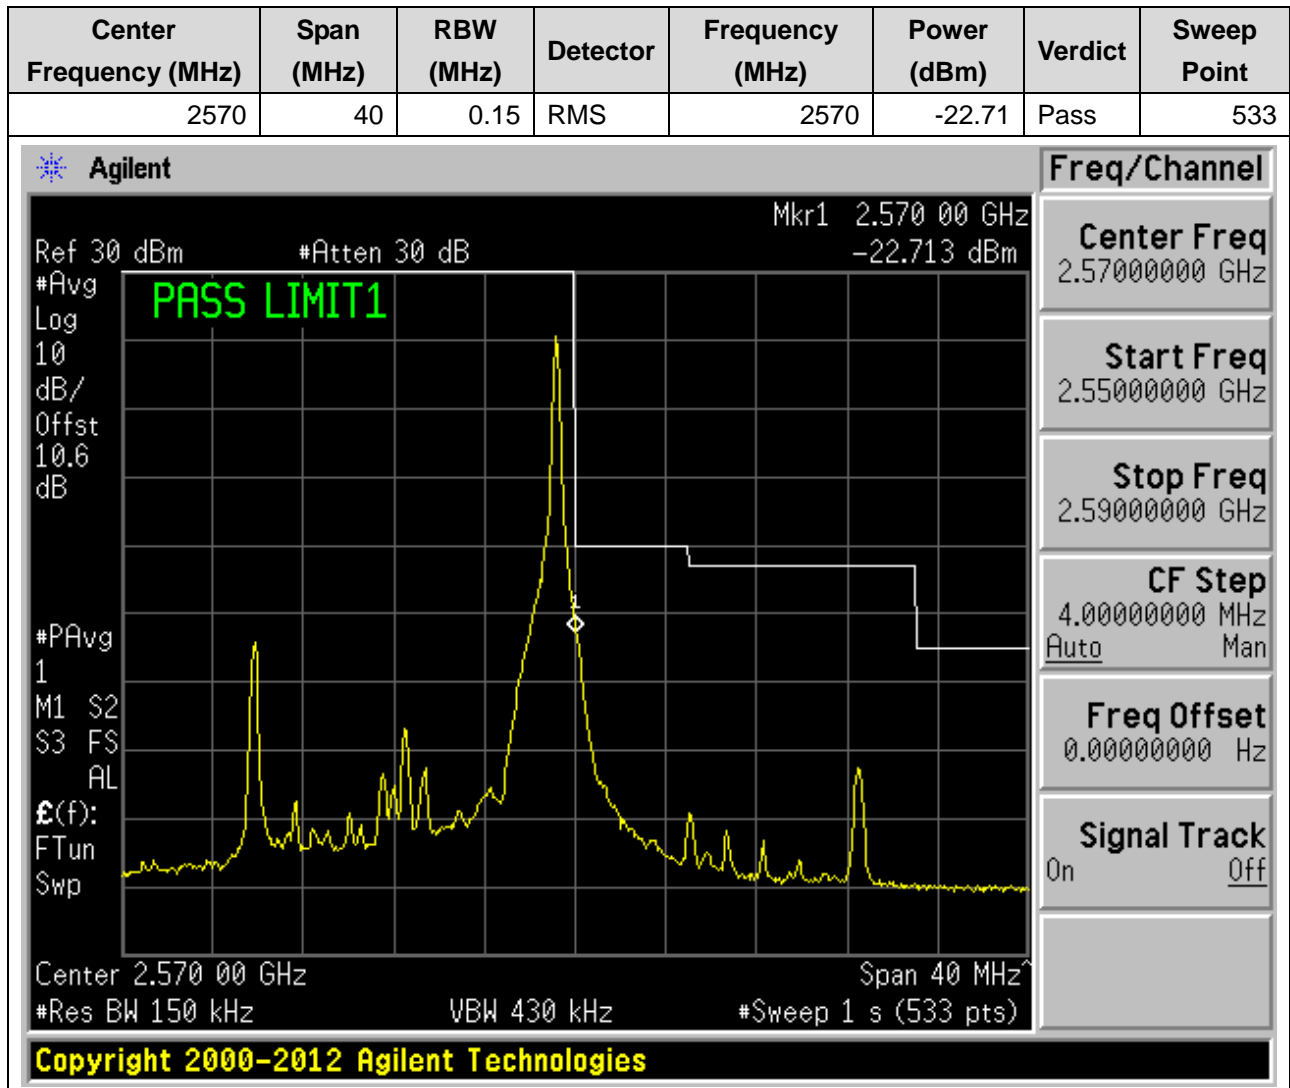 Center Frequency (MHz) Span (MHz) RBW (MHz) Detector Frequency (MHz) Power (dBm) Verdict Sweep Point
2570 40 0.15 RMS 2570 -22.71 Pass 533
Agilent
Freq/Channel
Mkr1 2.570 00 GHz
Ref 30 dBm #Atten 30 dB -22.713 dBm
#Avg
Log
10
dB/
Offst
10.6
dB
PASS LIMIT1
1
#PAvg
1
M1 S2
S3 FS
AL
£(f):
FTun
Swp
Center 2.570 00 GHz Span 40 MHz^
#Res BW 150 kHz VBW 430 kHz #Sweep 1 s (533 pts)
Center Freq
2.57000000 GHz
Start Freq
2.55000000 GHz
Stop Freq
2.59000000 GHz
CF Step
4.00000000 MHz
Auto Man
Freq Offset
0.00000000 Hz
Signal Track
On Off
Copyright 2000-2012 Agilent Technologies